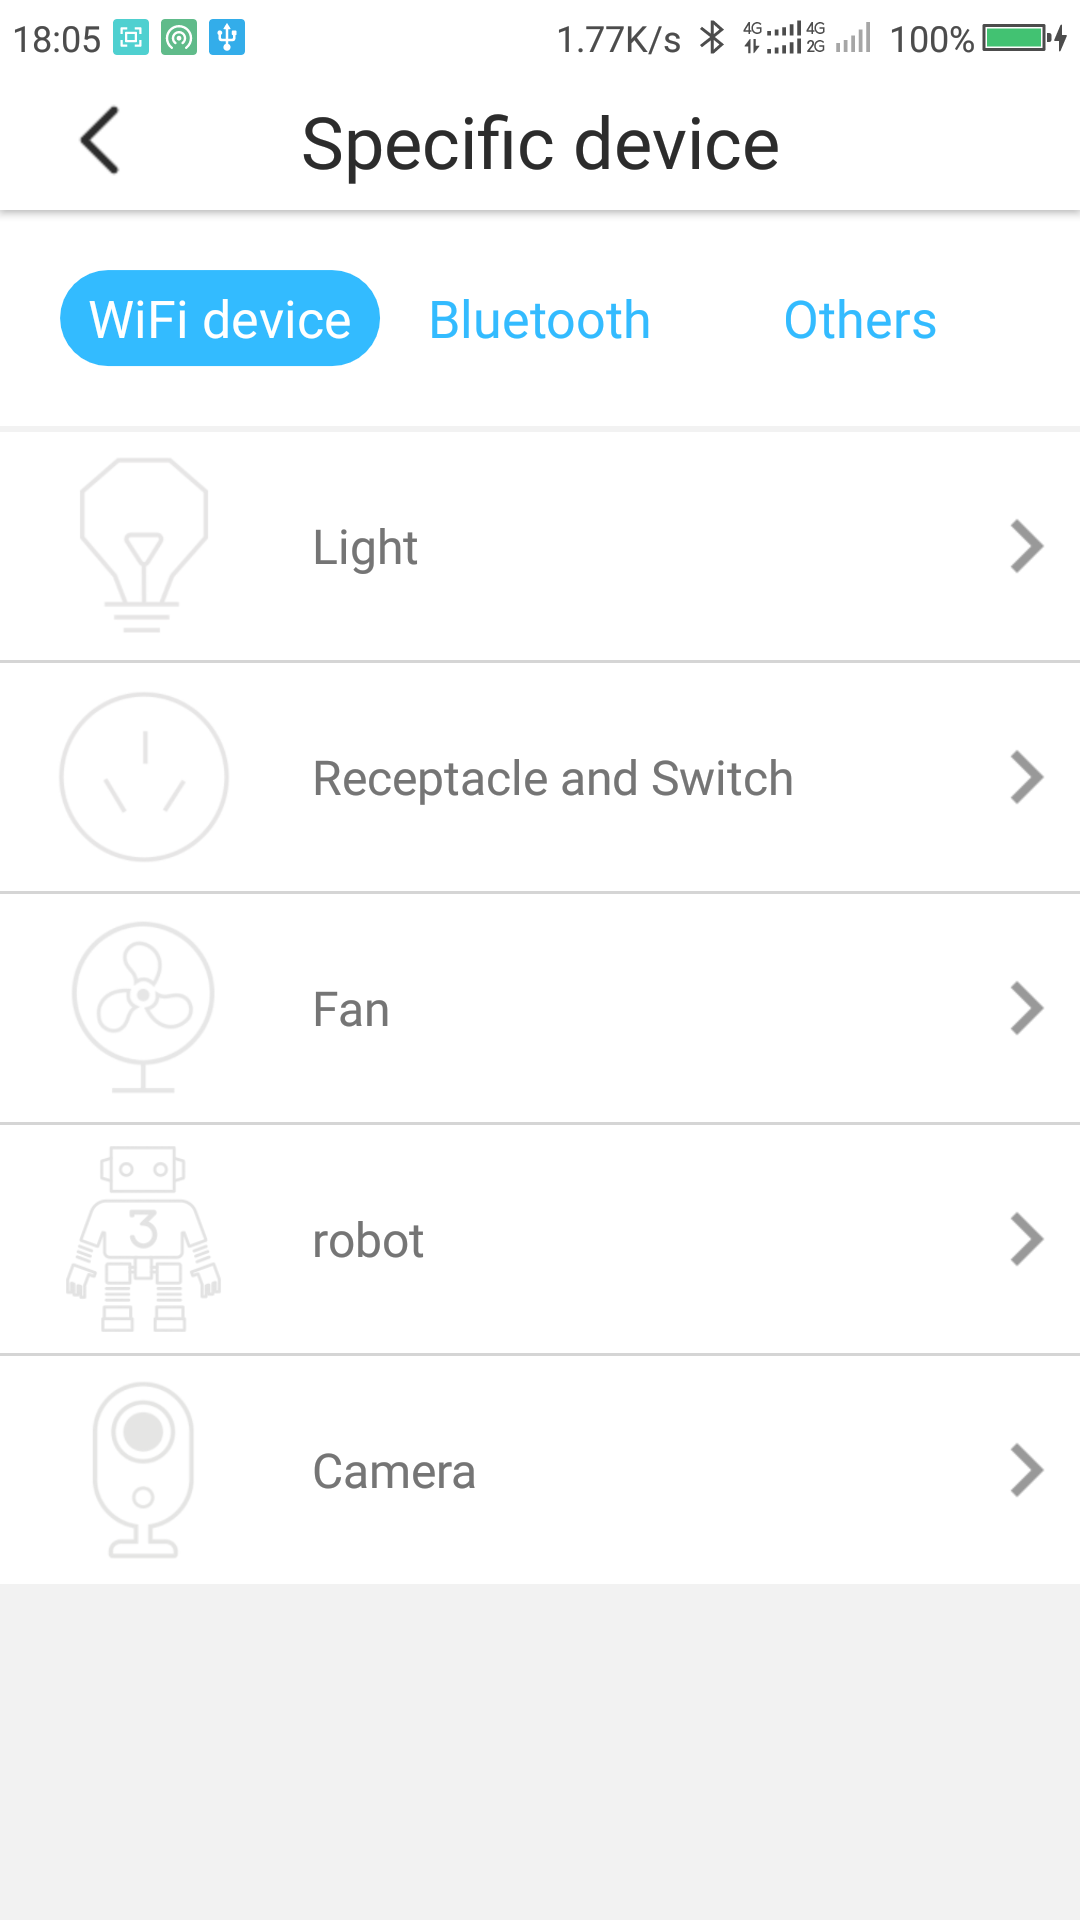 18:05 1.77K/s 4G 4G 2G 100%
Specific device
WiFi device Bluetooth Others
Light
Receptacle and Switch
Fan
3
robot
Camera